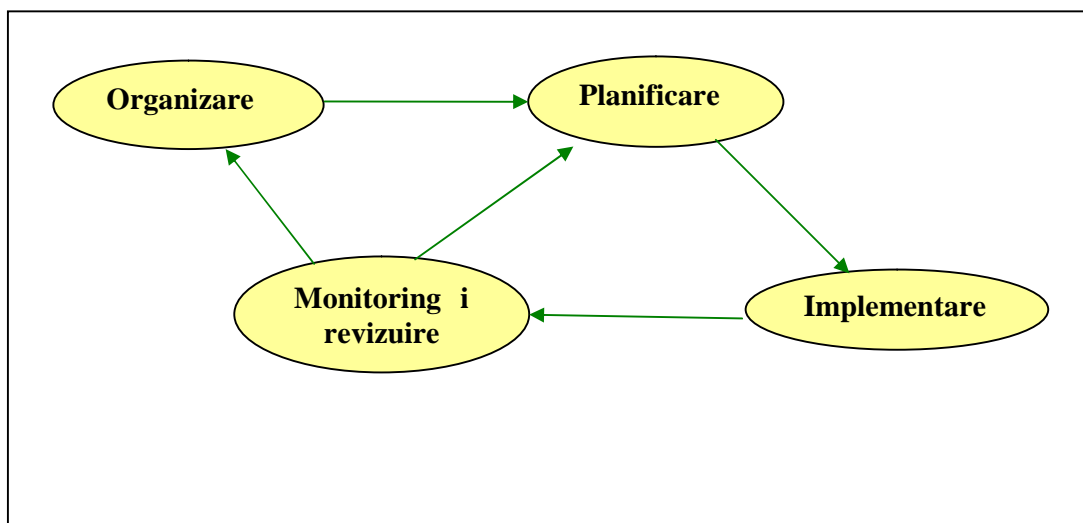 Organizare
Planificare
Monitoring i
revizuire
Implementare